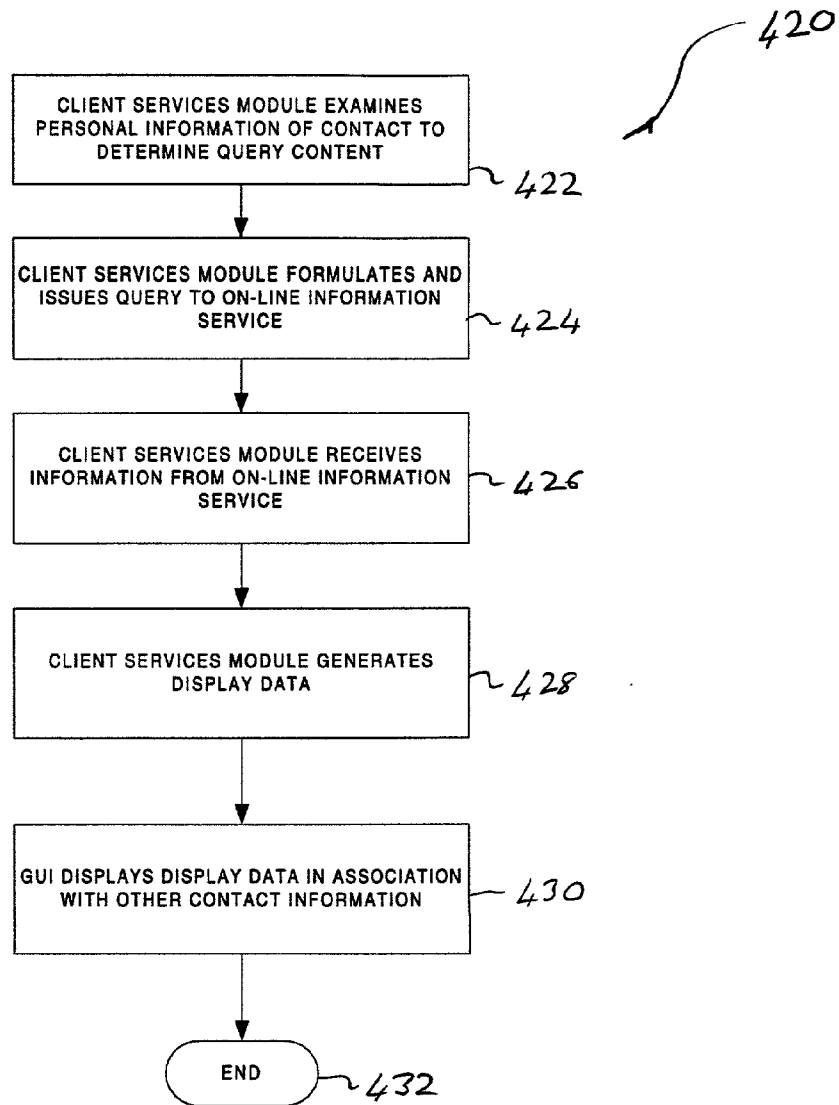 420
CLIENT SERVICES MODULE EXAMINES
PERSONAL INFORMATION OF CONTACT TO
DETERMINE QUERY CONTENT
422
CLIENT SERVICES MODULE FORMULATES AND
ISSUES QUERY TO ON-LINE INFORMATION
SERVICE
424
CLIENT SERVICES MODULE RECEIVES
INFORMATION FROM ON-LINE INFORMATION
SERVICE
426
CLIENT SERVICES MODULE GENERATES
DISPLAY DATA
428
GUI DISPLAYS DISPLAY DATA IN ASSOCIATION
WITH OTHER CONTACT INFORMATION
430
END
432